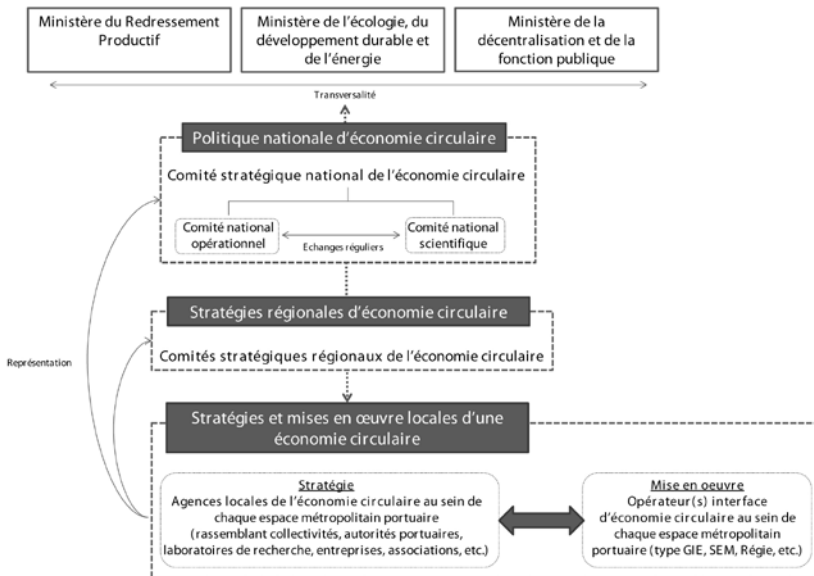 Ministère du Redressement
Productif
Ministère de l'écologie, du
développement durable et
de l'énergie
Ministère de la
décentralisation et de la
fonction publique
Transversalité
Politique nationale d'économie circulaire
Comité stratégique national de l'économie circulaire
Comité national
opérationnel
Echanges réguliers
Comité national
scientifique
Stratégies régionales d'économie circulaire
Comités stratégiques régionaux de l'économie circulaire
Représentation
Stratégies et mises en œuvre locales d'une
économie circulaire
Stratégie
Agences locales de l'économie circulaire au sein de
chaque espace métropolitain portuaire
(rassemblant collectivités, autorités portuaires,
laboratoires de recherche, entreprises, associations, etc.)
Mise en oeuvre
Opérateur(s) interface
d'économie circulaire au sein de
chaque espace métropolitain
portuaire (type GIE, SEM, Régie, etc.)